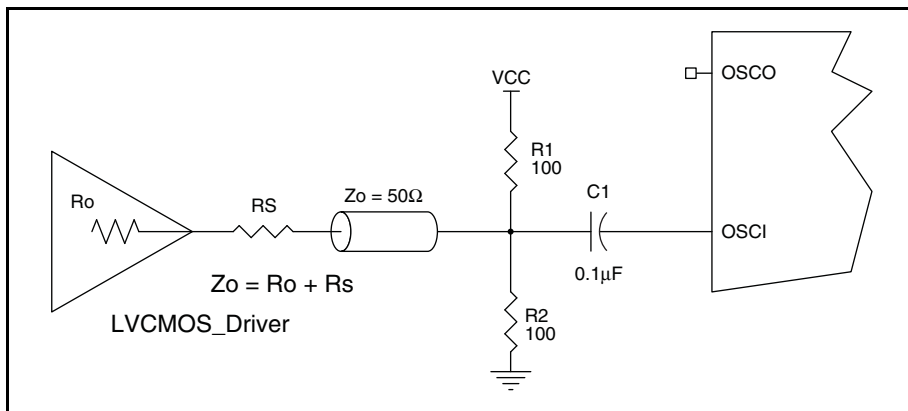 VCC
OSCO
R1
100
Ro
RS
Zo = 50Ω
C1
OSCI
0.1μF
Zo = Ro + Rs
LVCMOS_Driver
R2
100